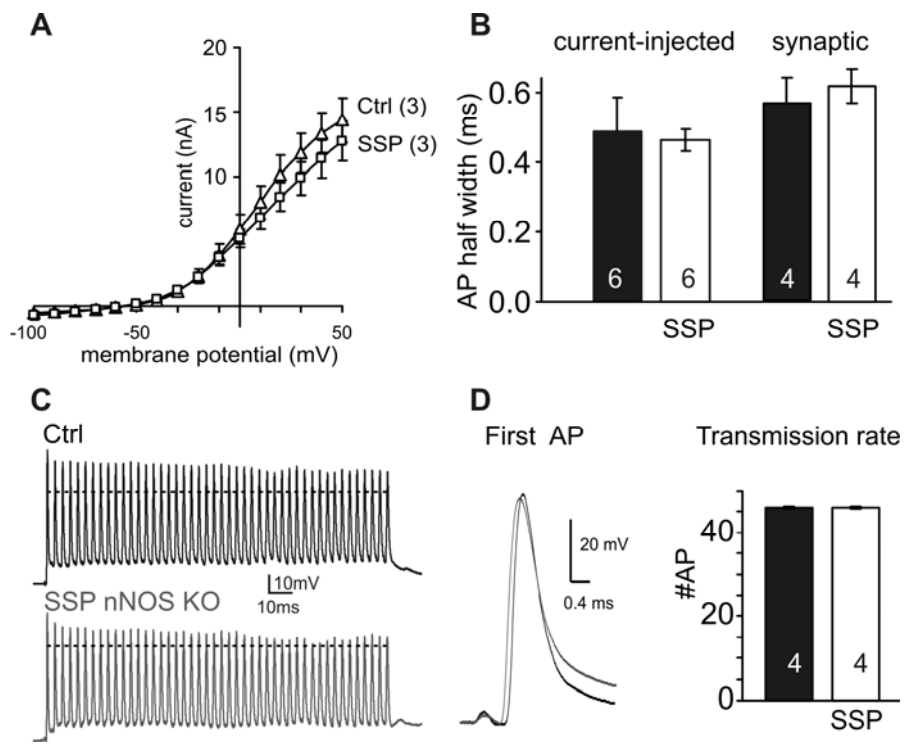 A
20
15
10
current (nA)
Ctrl (3)
SSP (3)
-100
-50
0
50
membrane potential (mV)
B
current-injected
synaptic
AP half width (ms)
0.6
0.4
0.2
0.0
6
6
4
4
SSP
SSP
C
Ctrl
10mV
10ms
SSP nNOS KO
D
First AP
20 mV
0.4 ms
Transmission rate
#AP
40
20
0
4
4
SSP